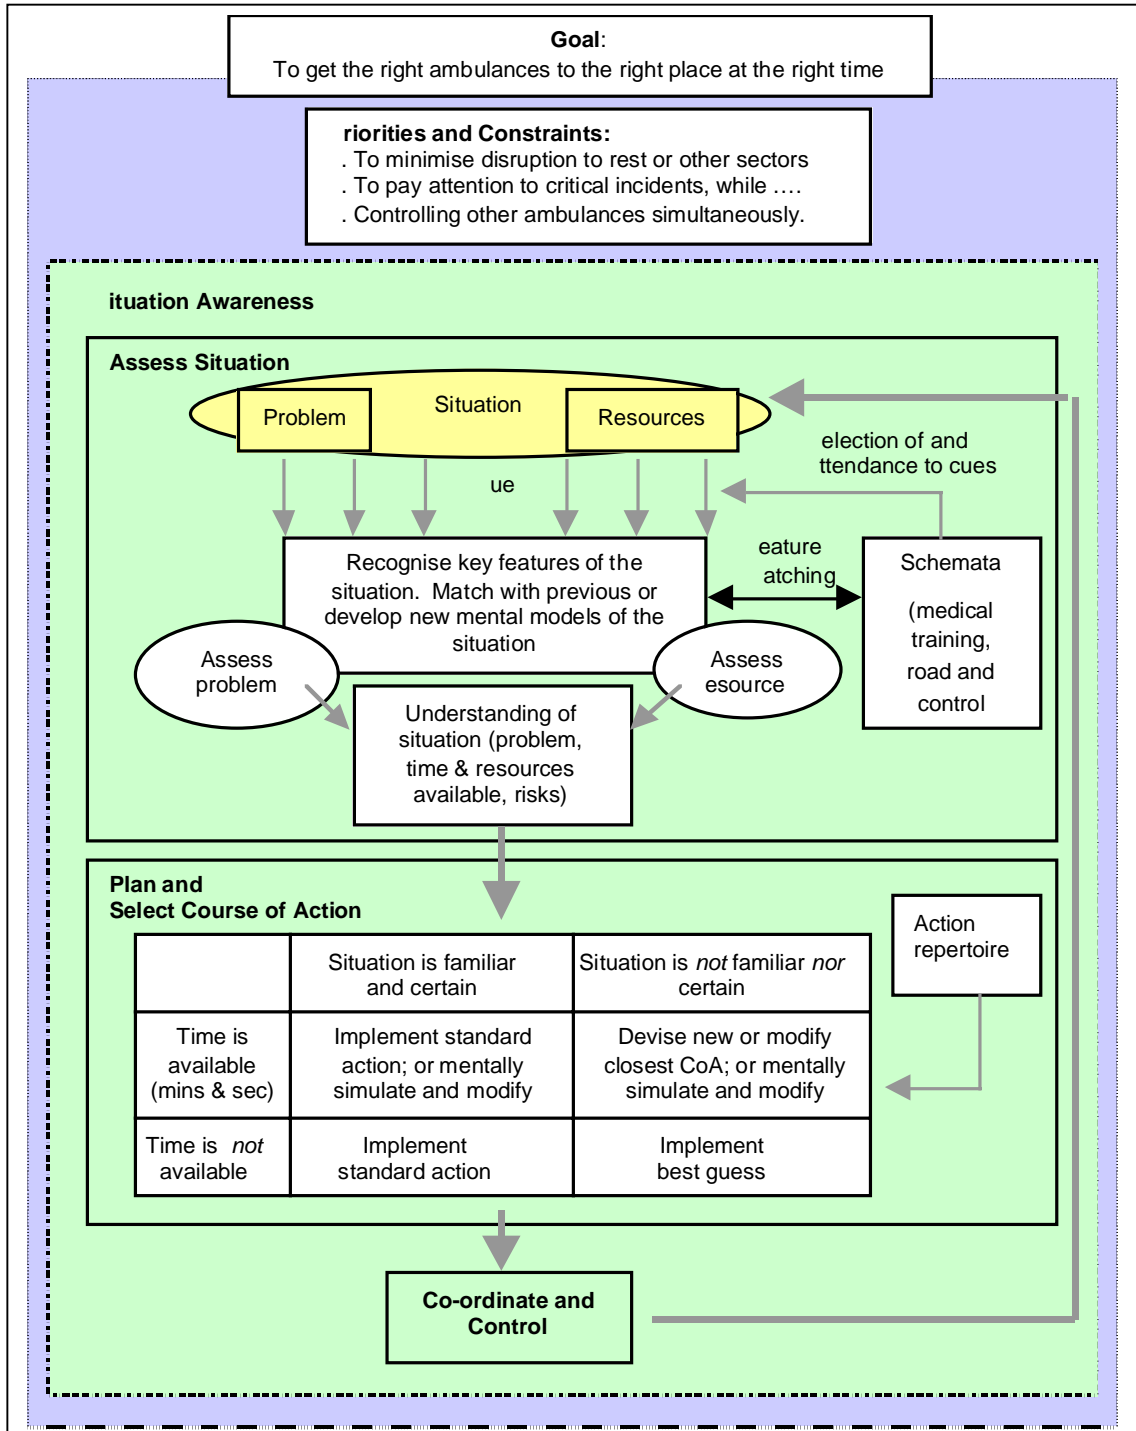 Goal:
To get the right ambulances to the right place at the right time
riorities and Constraints:
. To minimise disruption to rest or other sectors
. To pay attention to critical incidents, while ….
. Controlling other ambulances simultaneously.
ituation Awareness
Assess Situation
Problem
Situation
Resources
election of and
ttendance to cues
ue
Recognise key features of the
situation. Match with previous or
develop new mental models of the
situation
eature
atching
Schemata
(medical
training,
road and
control
Assess
problem
Assess
esource
Understanding of
situation (problem,
time & resources
available, risks)
Plan and
Select Course of Action
Action
repertoire
Situation is familiar
and certain
Situation is not familiar nor
certain
Time is
available
(mins & sec)
Implement standard
action; or mentally
simulate and modify
Devise new or modify
closest CoA; or mentally
simulate and modify
Time is not
available
Implement
standard action
Implement
best guess
Co-ordinate and
Control